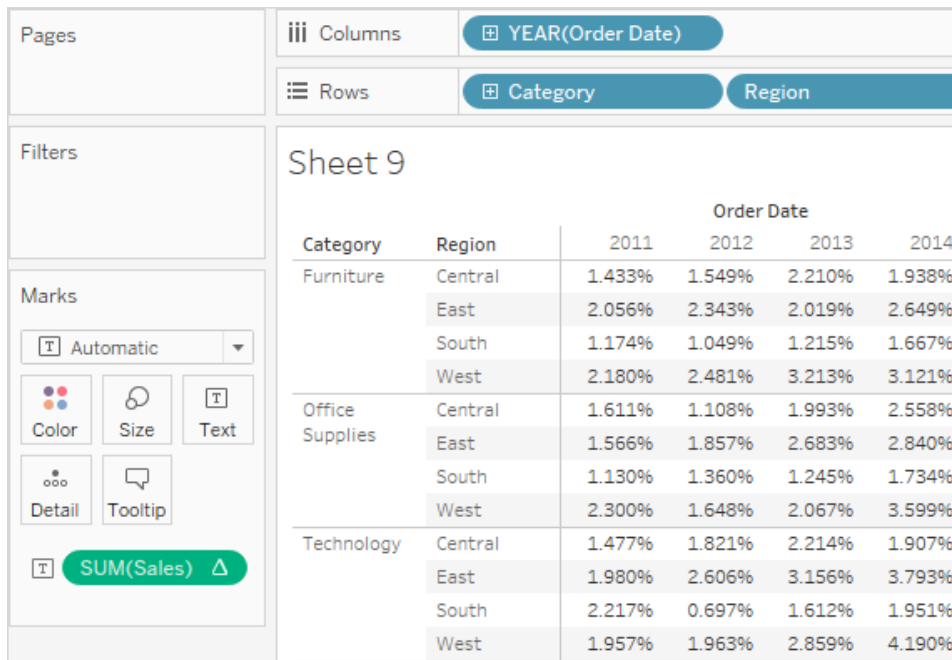 Pages
Columns
YEAR(Order Date)
Rows
Category
Region
Filters
Marks
Automatic
Color Size Text
Detail Tooltip
SUM(Sales) Δ
Sheet 9
Order Date
Category Region 2011 2012 2013 2014
Furniture Central 1.433% 1.549% 2.210% 1.938%
East 2.056% 2.343% 2.019% 2.649%
South 1.174% 1.049% 1.215% 1.667%
West 2.180% 2.481% 3.213% 3.121%
Office Central 1.611% 1.108% 1.993% 2.558%
Supplies East 1.566% 1.857% 2.683% 2.840%
South 1.130% 1.360% 1.245% 1.734%
West 2.300% 1.648% 2.067% 3.599%
Technology Central 1.477% 1.821% 2.214% 1.907%
East 1.980% 2.606% 3.156% 3.793%
South 2.217% 0.697% 1.612% 1.951%
West 1.957% 1.963% 2.859% 4.190%